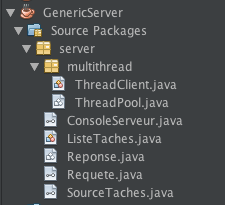 GenericServer
Source Packages
server
multithread
ThreadClient.java
ThreadPool.java
ConsoleServeur.java
ListeTaches.java
Reponse.java
Requete.java
SourceTaches.java